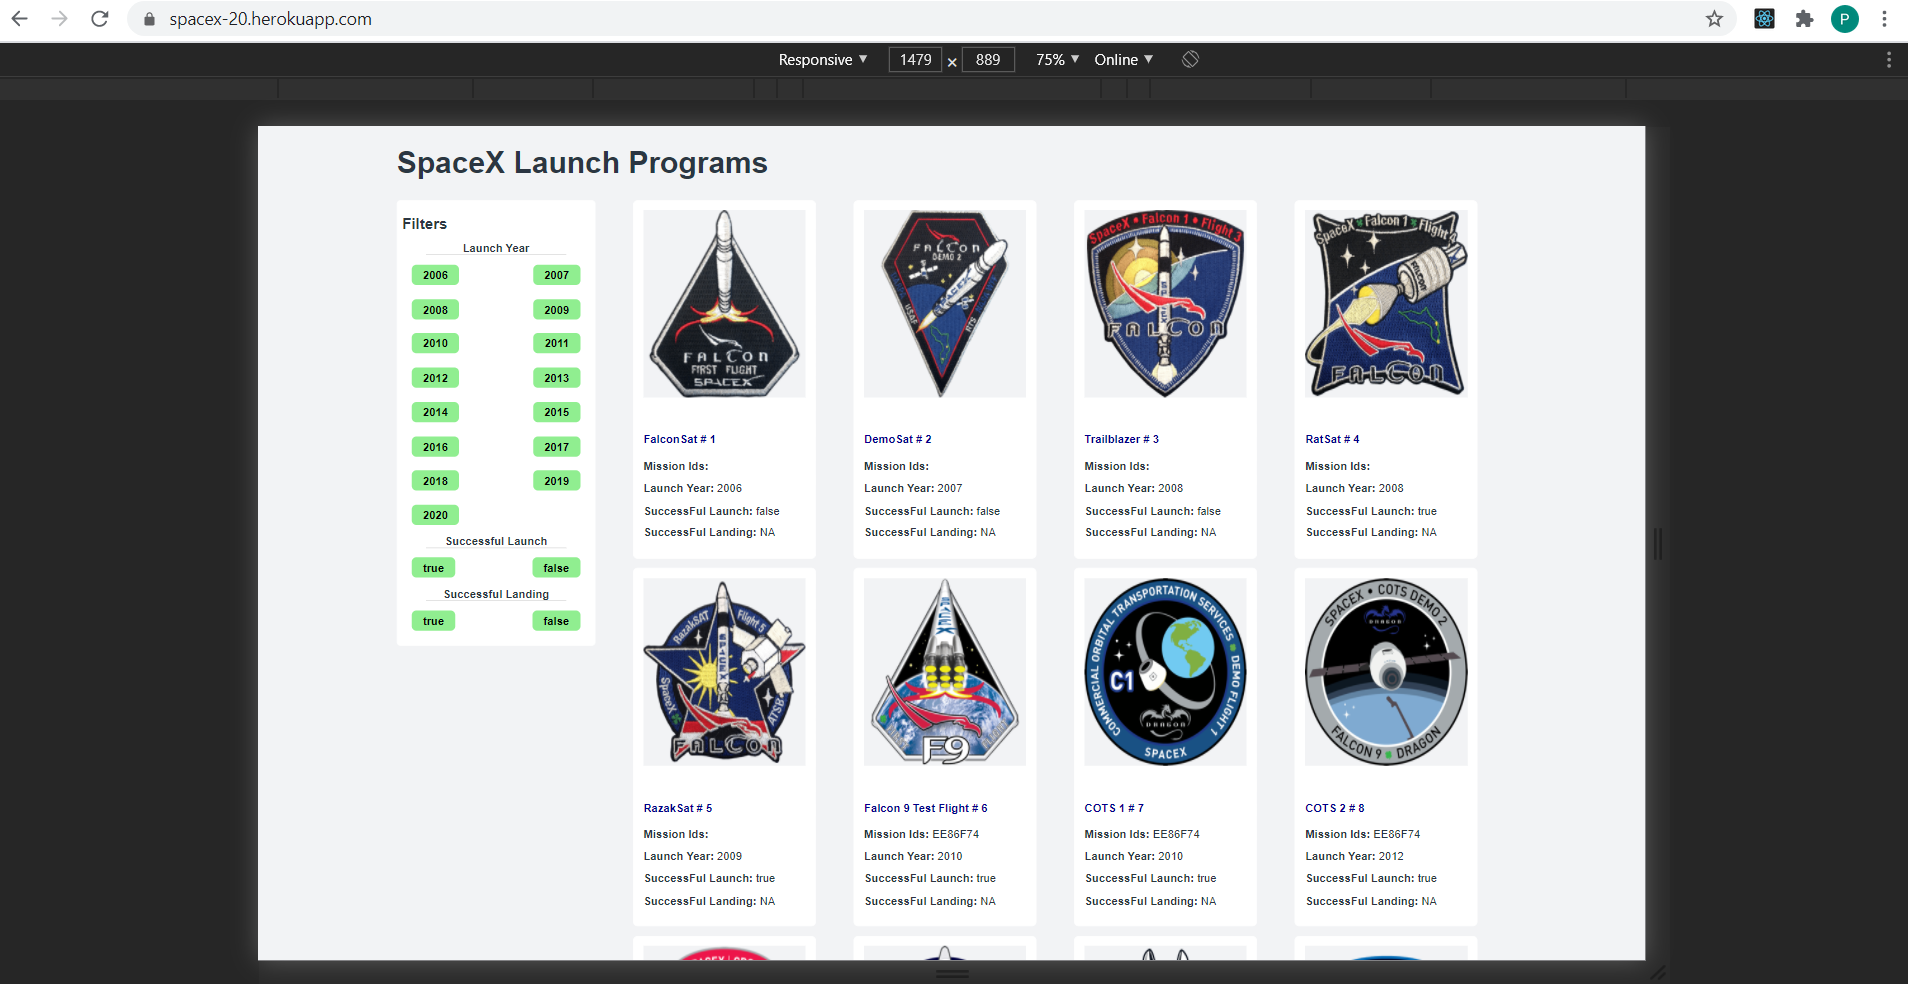 spacex-20.herokuapp.com
P
Responsive 1479 × 889 75% Online
SpaceX Launch Programs
Filters
Launch Year
2006 2007
2008 2009
2010 2011
2012 2013
2014 2015
2016 2017
2018 2019
2020
Successful Launch
true false
Successful Landing
true false
FALCON
FIRST FLIGHT
SPACEX
FalconSat # 1
Mission Ids:
Launch Year: 2006
SuccessFul Launch: false
SuccessFul Landing: NA
FALCON
DEMO 2
SPACEX
USAF
DemoSat # 2
Mission Ids:
Launch Year: 2007
SuccessFul Launch: false
SuccessFul Landing: NA
SpaceX • Falcon 1 • Flight 3
SPACEX
FALCON
Trailblazer # 3
Mission Ids:
Launch Year: 2008
SuccessFul Launch: false
SuccessFul Landing: NA
SpaceX Falcon 1 Flight 4
FALCON
FALCON
RatSat # 4
Mission Ids:
Launch Year: 2008
SuccessFul Launch: true
SuccessFul Landing: NA
RazakSAT Flight 5
SPACEX
SpaceX ATSB
FALCON
RazakSat # 5
Mission Ids:
Launch Year: 2009
SuccessFul Launch: true
SuccessFul Landing: NA
SPACEX
F9
Falcon 9 Test Flight # 6
Mission Ids: EE86F74
Launch Year: 2010
SuccessFul Launch: true
SuccessFul Landing: NA
COMMERCIAL ORBITAL TRANSPORTATION SERVICES DEMO FLIGHT 1
C1
DRAGON
SPACEX
COTS 1 # 7
Mission Ids: EE86F74
Launch Year: 2010
SuccessFul Launch: true
SuccessFul Landing: NA
SPACEX • COTS DEMO 2
DRAGON
FALCON 9 DRAGON
COTS 2 # 8
Mission Ids: EE86F74
Launch Year: 2012
SuccessFul Launch: true
SuccessFul Landing: NA